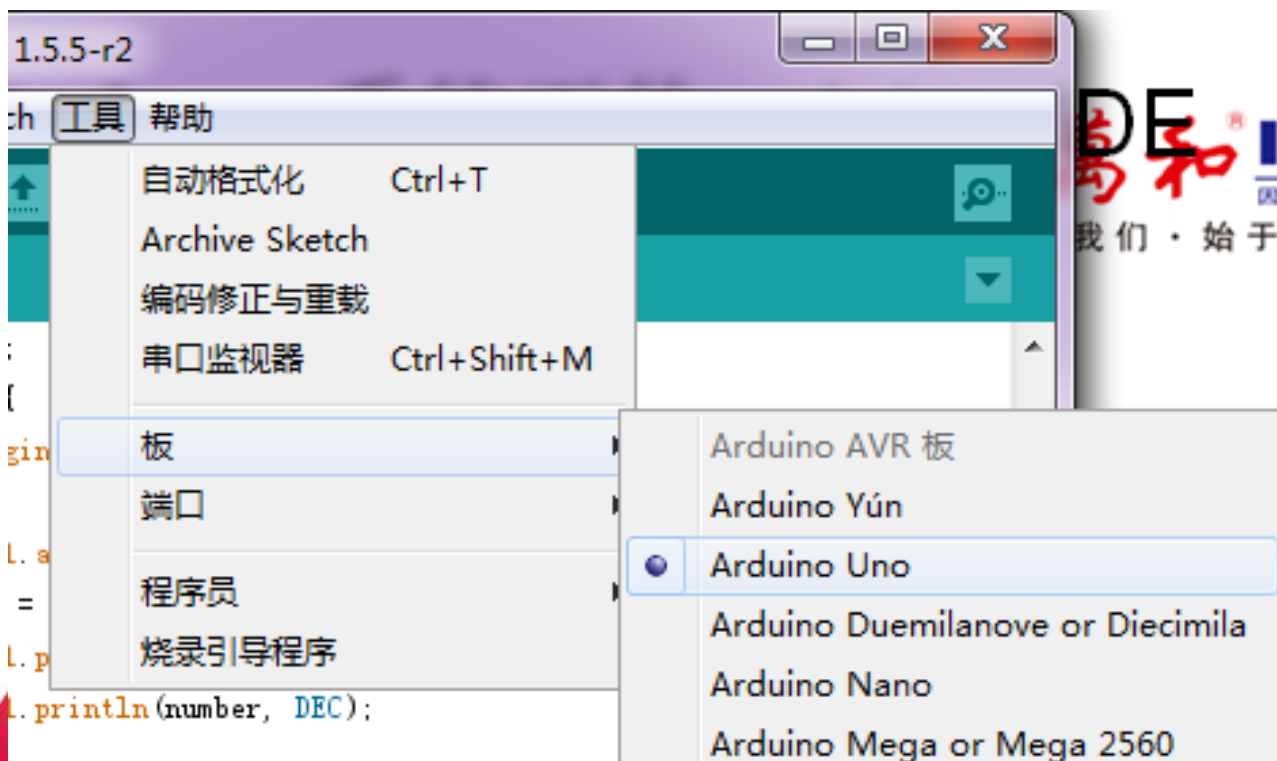 1.5.5-r2
DE
ch 工具 帮助
萬和®
我们·始于
自动格式化 Ctrl+T
Archive Sketch
编码修正与重载
串口监视器 Ctrl+Shift+M
板
端口
程序员
烧录引导程序
Arduino AVR 板
Arduino Yún
Arduino Uno
Arduino Duemilanove or Diecimila
Arduino Nano
Arduino Mega or Mega 2560
gin
l.a
=
l.p
l.println(number, DEC);